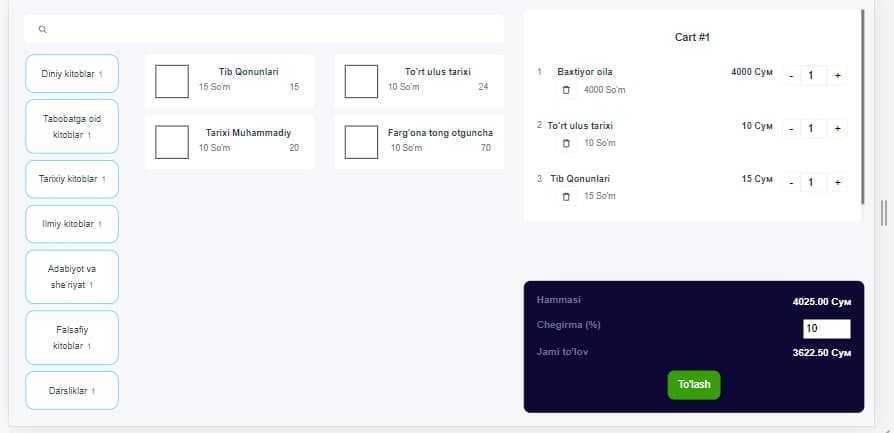 Diniy kitoblar 1
Tabobatga oid
kitoblar 1
Tarixiy kitoblar 1
Ilmiy kitoblar 1
Adabiyot va
she'riyat 1
Falsafiy
kitoblar 1
Darsliklar 1
Tib Qonunlari
15 So'm 15
To'rt ulus tarixi
10 So'm 24
Tarixi Muhammadiy
10 So'm 20
Farg'ona tong otguncha
10 So'm 70
Cart #1
1 Baxtiyor oila 4000 Сум - 1 +
4000 So'm
2 To'rt ulus tarixi 10 Сум - 1 +
10 So'm
3 Tib Qonunlari 15 Сум - 1 +
15 So'm
Hammasi 4025.00 Сум
Chegirma (%) 10
Jami to'lov 3622.50 Сум
To'lash